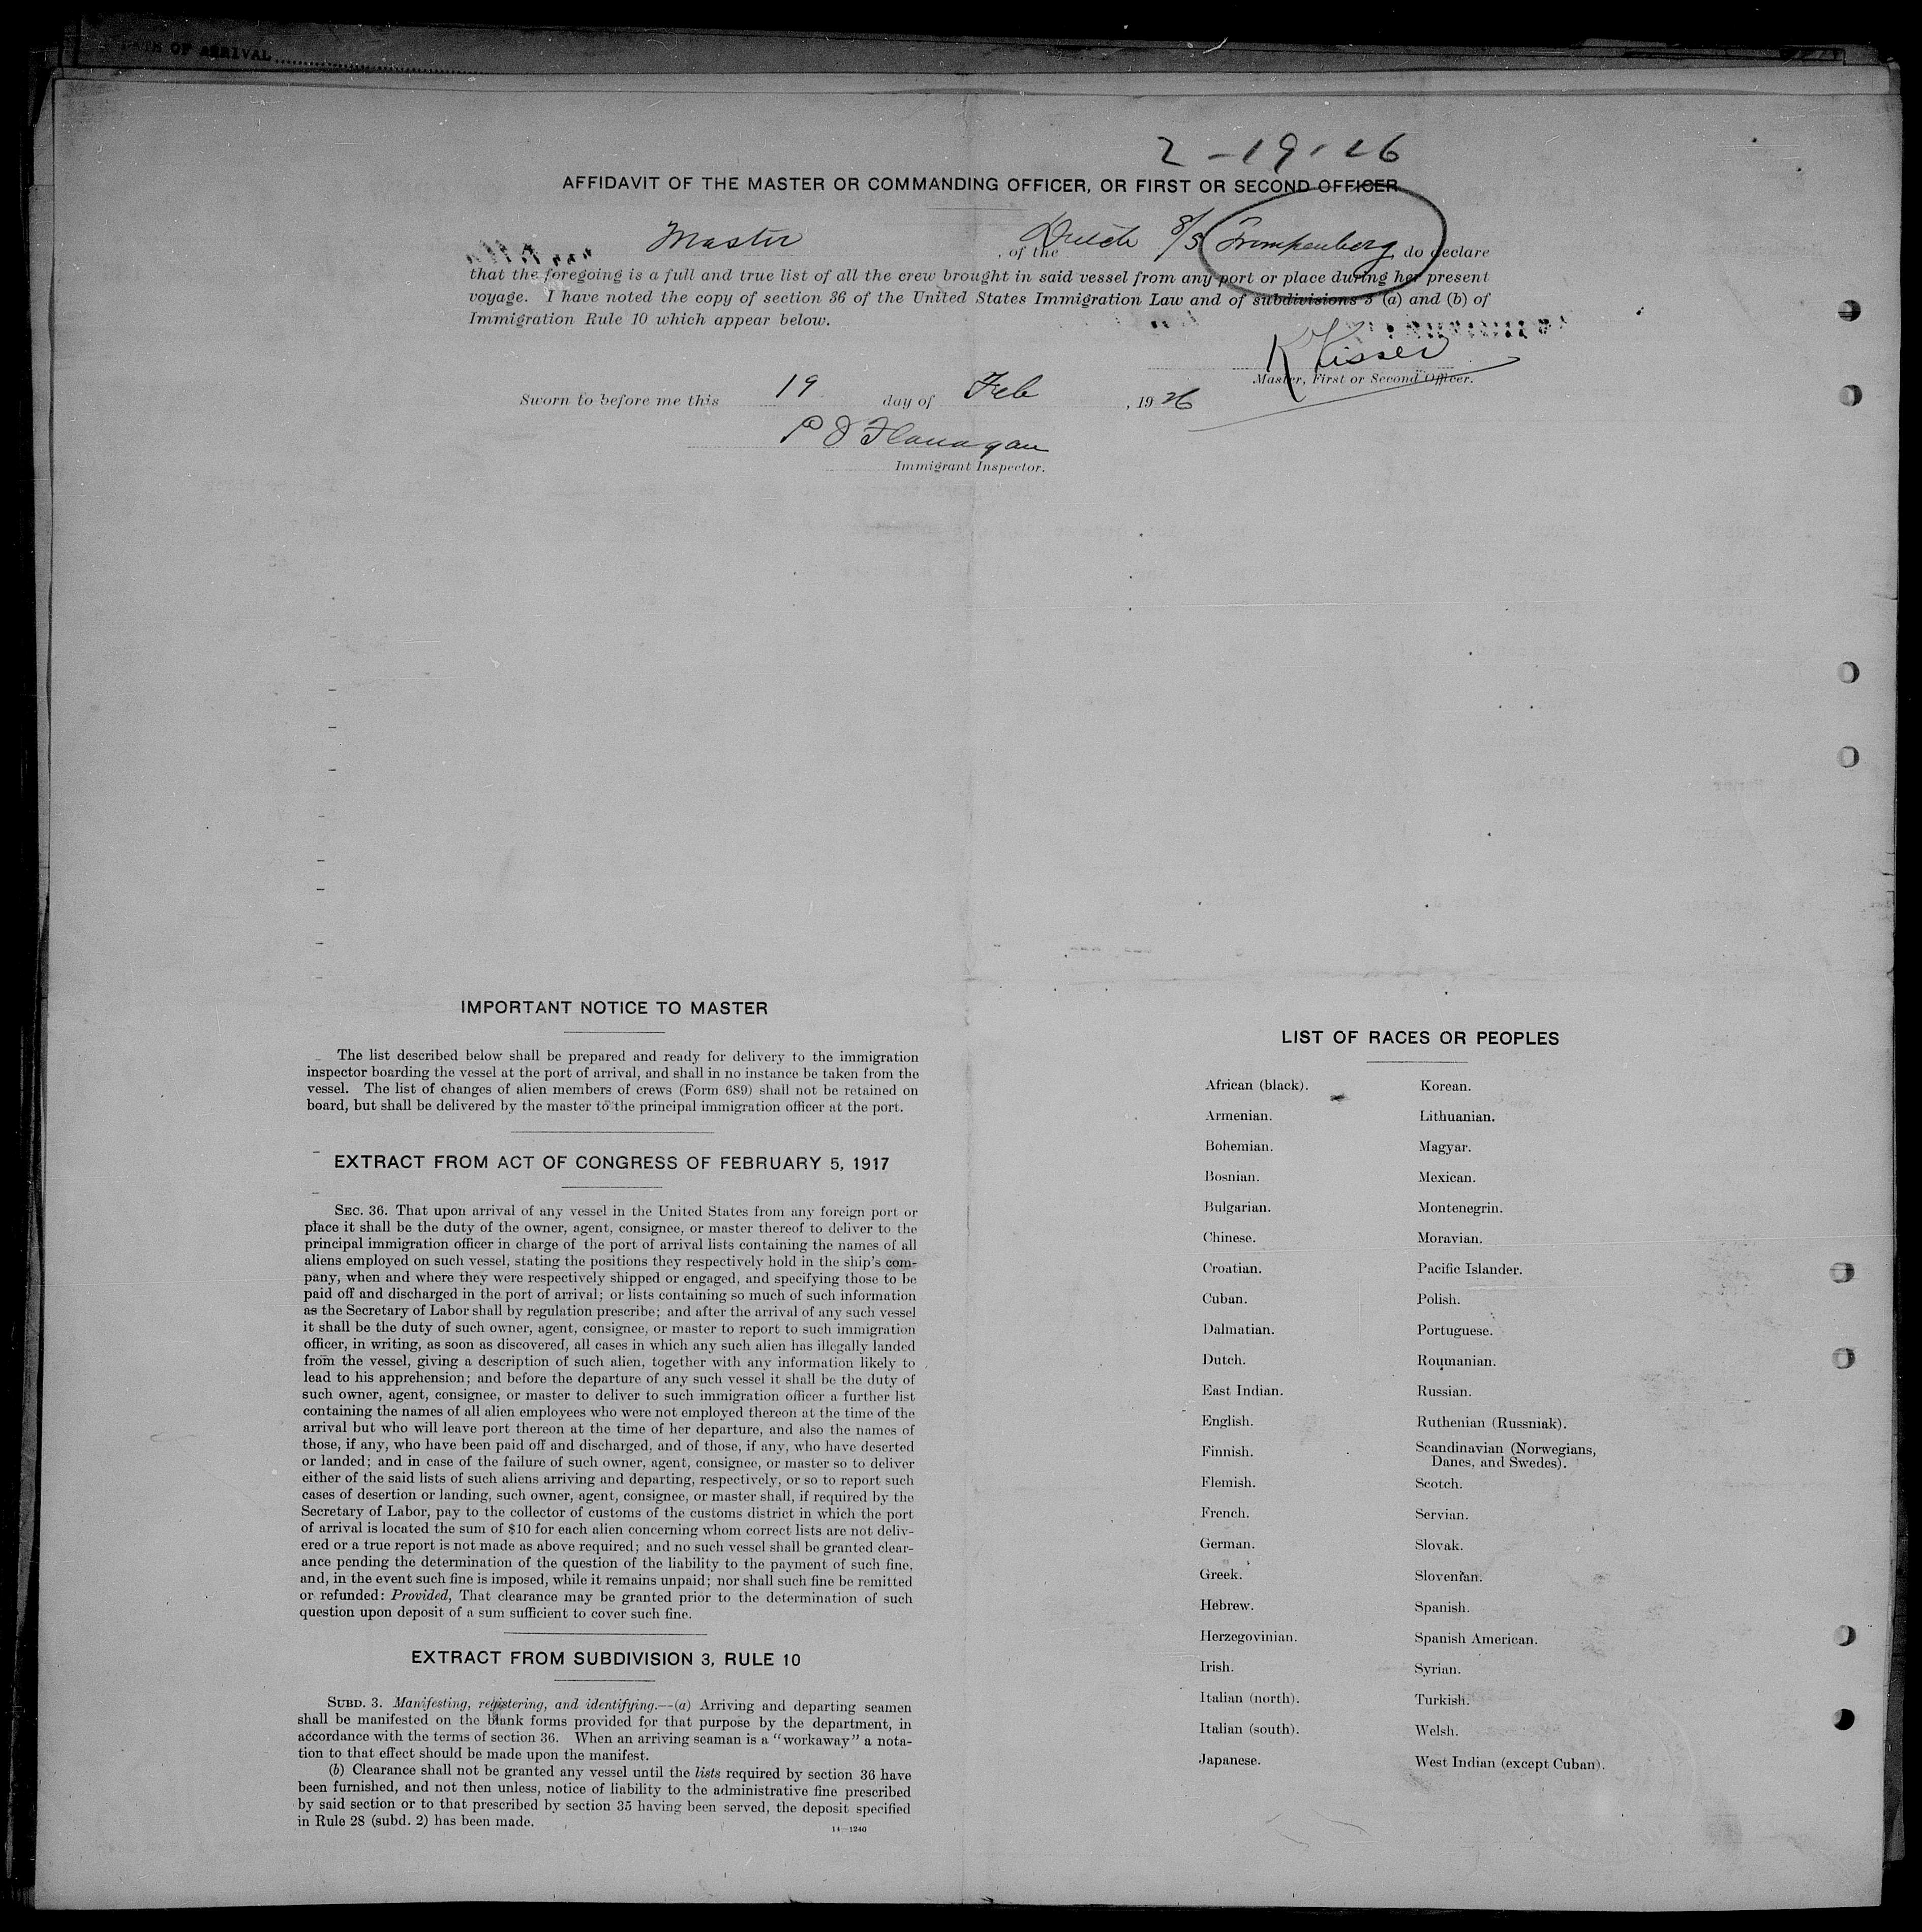 DATE OF ARRIVAL
2-19-26
AFFIDAVIT OF THE MASTER OR COMMANDING OFFICER, OR FIRST OR SECOND OFFICER
Master , of the Dutch S/S Trompenberg do declare
that the foregoing is a full and true list of all the crew brought in said vessel from any port or place during her present
voyage. I have noted the copy of section 36 of the United States Immigration Law and of subdivisions 3 (a) and (b) of
Immigration Rule 10 which appear below.
K Visser
Master, First or Second Officer.
Sworn to before me this 19 day of Feb , 1926
P J Flanagan
Immigrant Inspector.
IMPORTANT NOTICE TO MASTER
The list described below shall be prepared and ready for delivery to the immigration
inspector boarding the vessel at the port of arrival, and shall in no instance be taken from the
vessel. The list of changes of alien members of crews (Form 689) shall not be retained on
board, but shall be delivered by the master to the principal immigration officer at the port.
EXTRACT FROM ACT OF CONGRESS OF FEBRUARY 5, 1917
SEC. 36. That upon arrival of any vessel in the United States from any foreign port or
place it shall be the duty of the owner, agent, consignee, or master thereof to deliver to the
principal immigration officer in charge of the port of arrival lists containing the names of all
aliens employed on such vessel, stating the positions they respectively hold in the ship's com-
pany, when and where they were respectively shipped or engaged, and specifying those to be
paid off and discharged in the port of arrival; or lists containing so much of such information
as the Secretary of Labor shall by regulation prescribe; and after the arrival of any such vessel
it shall be the duty of such owner, agent, consignee, or master to report to such immigration
officer, in writing, as soon as discovered, all cases in which any such alien has illegally landed
from the vessel, giving a description of such alien, together with any information likely to
lead to his apprehension; and before the departure of any such vessel it shall be the duty of
such owner, agent, consignee, or master to deliver to such immigration officer a further list
containing the names of all alien employees who were not employed thereon at the time of the
arrival but who will leave port thereon at the time of her departure, and also the names of
those, if any, who have been paid off and discharged, and of those, if any, who have deserted
or landed; and in case of the failure of such owner, agent, consignee, or master so to deliver
either of the said lists of such aliens arriving and departing, respectively, or so to report such
cases of desertion or landing, such owner, agent, consignee, or master shall, if required by the
Secretary of Labor, pay to the collector of customs of the customs district in which the port
of arrival is located the sum of $10 for each alien concerning whom correct lists are not deliv-
ered or a true report is not made as above required; and no such vessel shall be granted clear-
ance pending the determination of the question of the liability to the payment of such fine,
and, in the event such fine is imposed, while it remains unpaid; nor shall such fine be remitted
or refunded: Provided, That clearance may be granted prior to the determination of such
question upon deposit of a sum sufficient to cover such fine.
EXTRACT FROM SUBDIVISION 3, RULE 10
SUBD. 3. Manifesting, registering, and identifying.—(a) Arriving and departing seamen
shall be manifested on the blank forms provided for that purpose by the department, in
accordance with the terms of section 36. When an arriving seaman is a "workaway" a nota-
tion to that effect should be made upon the manifest.
(b) Clearance shall not be granted any vessel until the lists required by section 36 have
been furnished, and not then unless, notice of liability to the administrative fine prescribed
by said section or to that prescribed by section 35 having been served, the deposit specified
in Rule 28 (subd. 2) has been made.
14—1240
LIST OF RACES OR PEOPLES
African (black).
Armenian.
Bohemian.
Bosnian.
Bulgarian.
Chinese.
Croatian.
Cuban.
Dalmatian.
Dutch.
East Indian.
English.
Finnish.
Flemish.
French.
German.
Greek.
Hebrew.
Herzegovinian.
Irish.
Italian (north).
Italian (south).
Japanese.
Korean.
Lithuanian.
Magyar.
Mexican.
Montenegrin.
Moravian.
Pacific Islander.
Polish.
Portuguese.
Roumanian.
Russian.
Ruthenian (Russniak).
Scandinavian (Norwegians,
Danes, and Swedes).
Scotch.
Servian.
Slovak.
Slovenian.
Spanish.
Spanish American.
Syrian.
Turkish.
Welsh.
West Indian (except Cuban).